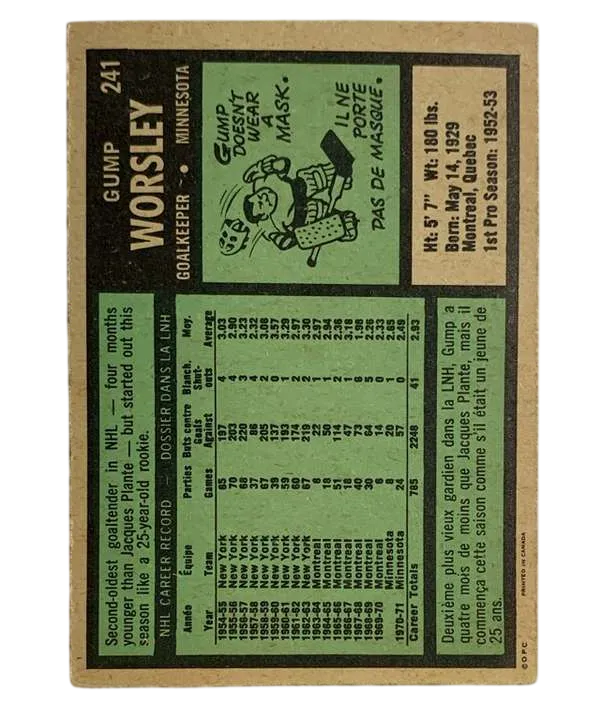 GUMP 241
WORSLEY
GOALKEEPER • MINNESOTA
GUMP
DOESN'T
WEAR
A
MASK.
IL NE
PORTE
PAS DE MASQUE.
Ht: 5' 7" Wt: 180 lbs.
Born: May 14, 1929
Montreal, Quebec
1st Pro Season: 1952-53
Second-oldest goaltender in NHL — four months
younger than Jacques Plante — but started out this
season like a 25-year-old rookie.
NHL CAREER RECORD — DOSSIER DANS LA LNH
Année Équipe Parties Buts contre Blanch. Moy.
Year Team Games Goals Against Shut-outs Average
1954-55 New York 65 197 4 3.03
1955-56 New York 70 203 4 2.90
1956-57 New York 68 220 3 3.23
1957-58 New York 37 86 4 2.32
1958-59 New York 67 205 2 3.08
1959-60 New York 39 137 0 3.57
1960-61 New York 59 193 1 3.29
1961-62 New York 60 174 2 2.97
1962-63 New York 67 219 2 3.30
1963-64 Montreal 8 22 1 2.97
1964-65 Montreal 18 50 1 2.94
1965-66 Montreal 51 114 2 2.36
1966-67 Montreal 18 47 1 3.18
1967-68 Montreal 40 73 6 1.98
1968-69 Montreal 30 64 5 2.26
1969-70 Montreal 6 14 0 2.33
Minnesota 8 20 1 2.65
1970-71 Minnesota 24 57 0 2.49
Career Totals 785 2248 41 2.93
Deuxième plus vieux gardien dans la LNH, Gump a
quatre mois de moins que Jacques Plante, mais il
commença cette saison comme s'il était un jeune de
25 ans.
© O.P.C. PRINTED IN CANADA